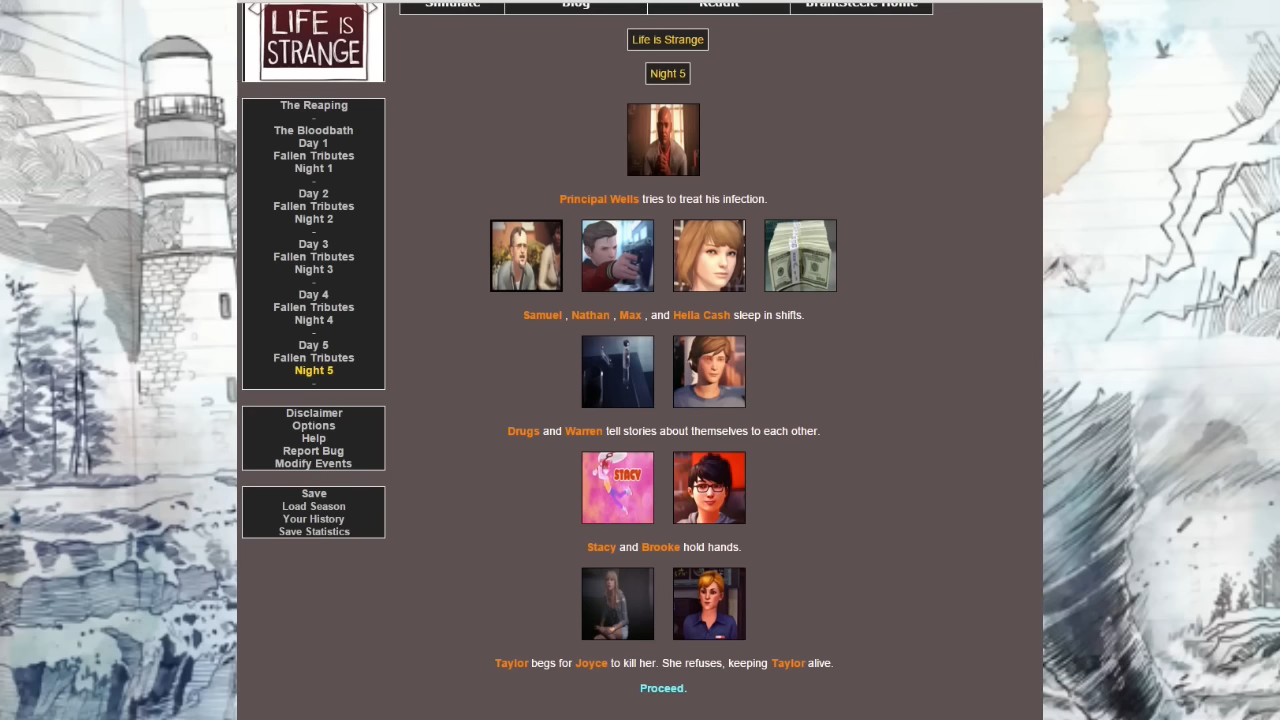 Simulate Blog Reddit BrantSteele Home
LIFE IS
STRANGE
Life is Strange
Night 5
The Reaping
-
The Bloodbath
Day 1
Fallen Tributes
Night 1
-
Day 2
Fallen Tributes
Night 2
-
Day 3
Fallen Tributes
Night 3
-
Day 4
Fallen Tributes
Night 4
-
Day 5
Fallen Tributes
Night 5
-
Disclaimer
Options
Help
Report Bug
Modify Events
Save
Load Season
Your History
Save Statistics
Principal Wells tries to treat his infection.
Samuel , Nathan , Max , and Hella Cash sleep in shifts.
Drugs and Warren tell stories about themselves to each other.
STACY
Stacy and Brooke hold hands.
Taylor begs for Joyce to kill her. She refuses, keeping Taylor alive.
Proceed.